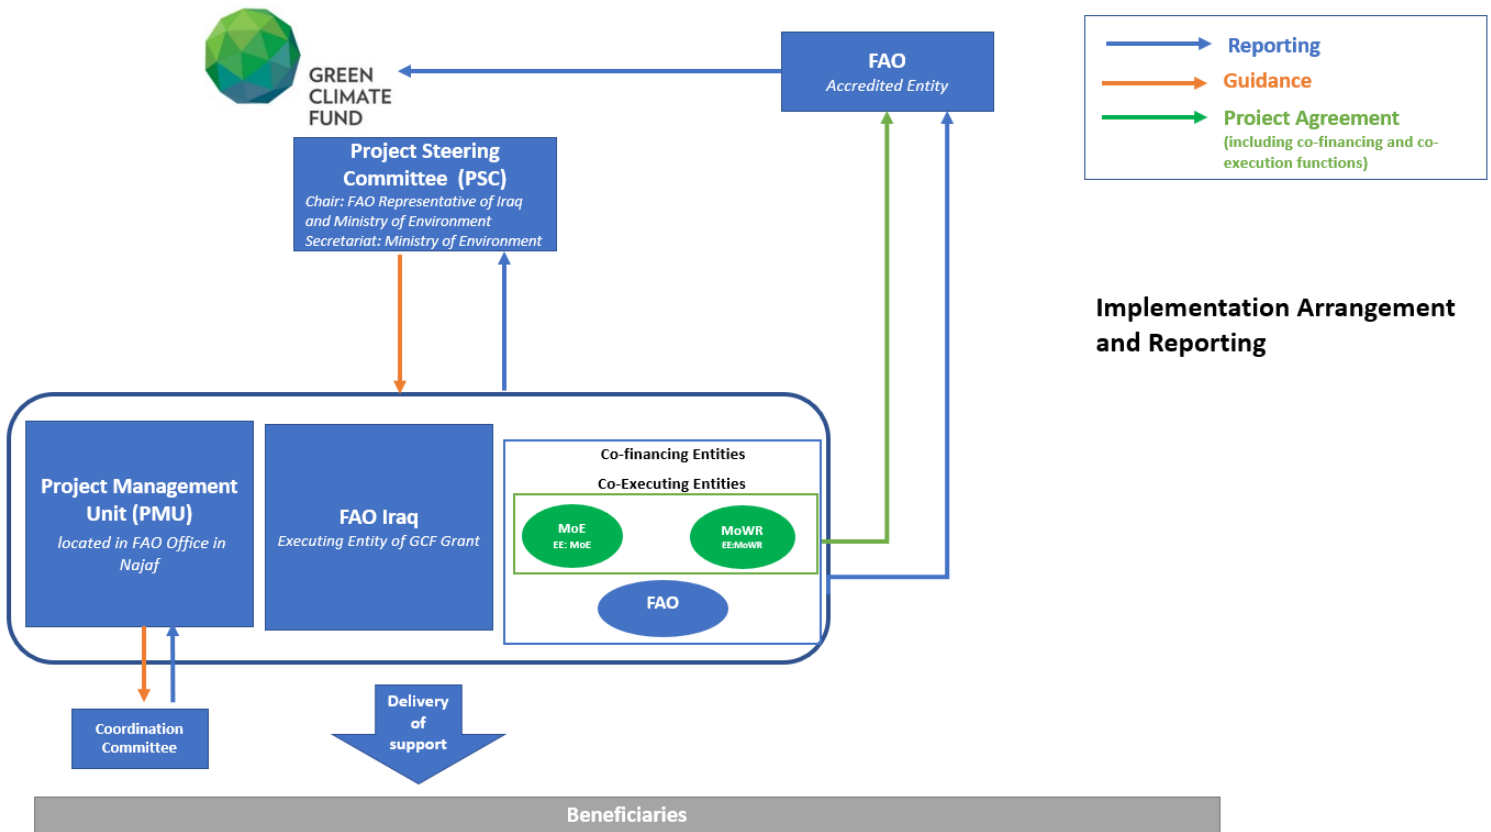 GREEN
CLIMATE
FUND
FAO
Accredited Entity
Reporting
Guidance
Project Agreement
(including co-financing and co-
execution functions)
Project Steering
Committee (PSC)
Chair: FAO Representative of Iraq
and Ministry of Environment
Secretariat: Ministry of Environment
Implementation Arrangement
and Reporting
Project Management
Unit (PMU)
located in FAO Office in
Najaf
FAO Iraq
Executing Entity of GCF Grant
Co-financing Entities
Co-Executing Entities
MoE
EE: MoE
MoWR
EE:MoWR
FAO
Coordination
Committee
Delivery
of
support
Beneficiaries